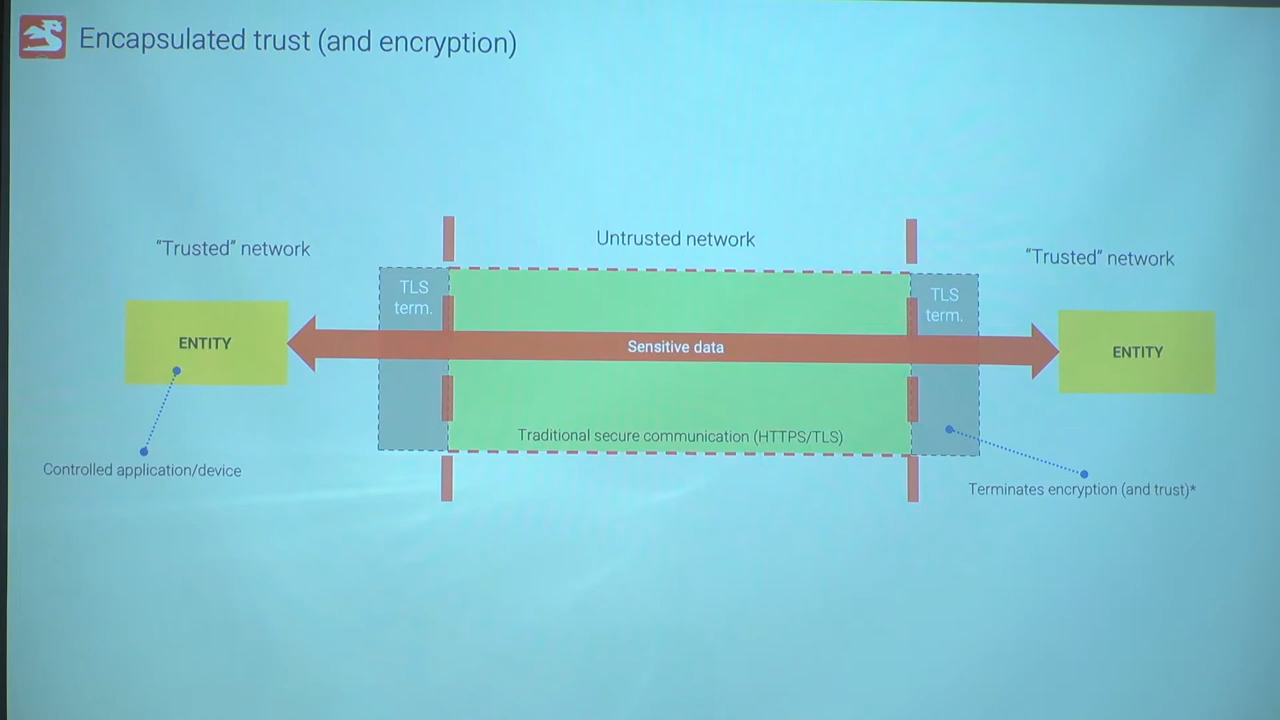 Encapsulated trust (and encryption)
“Trusted” network
Untrusted network
“Trusted” network
TLS
term.
TLS
term.
ENTITY
Sensitive data
ENTITY
Traditional secure communication (HTTPS/TLS)
Controlled application/device
Terminates encryption (and trust)*